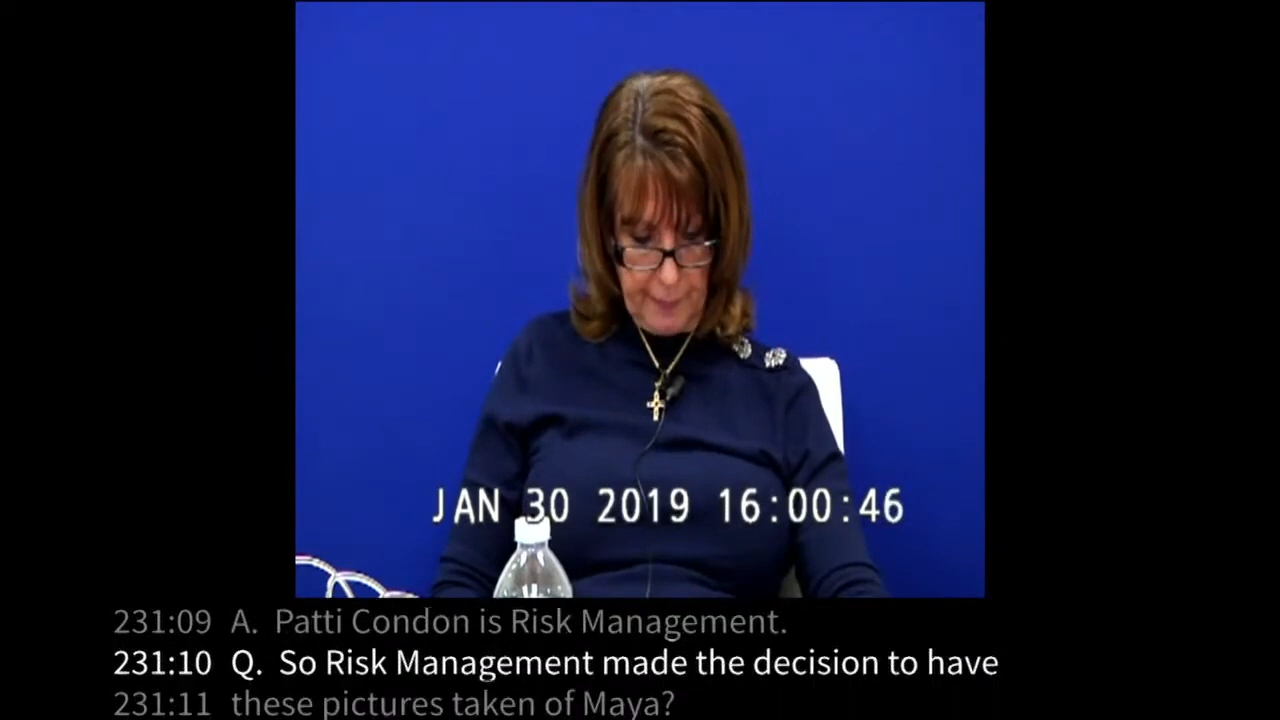 JAN 30 2019 16:00:46
231:09 A. Patti Condon is Risk Management.
231:10 Q. So Risk Management made the decision to have
231:11 these pictures taken of Maya?